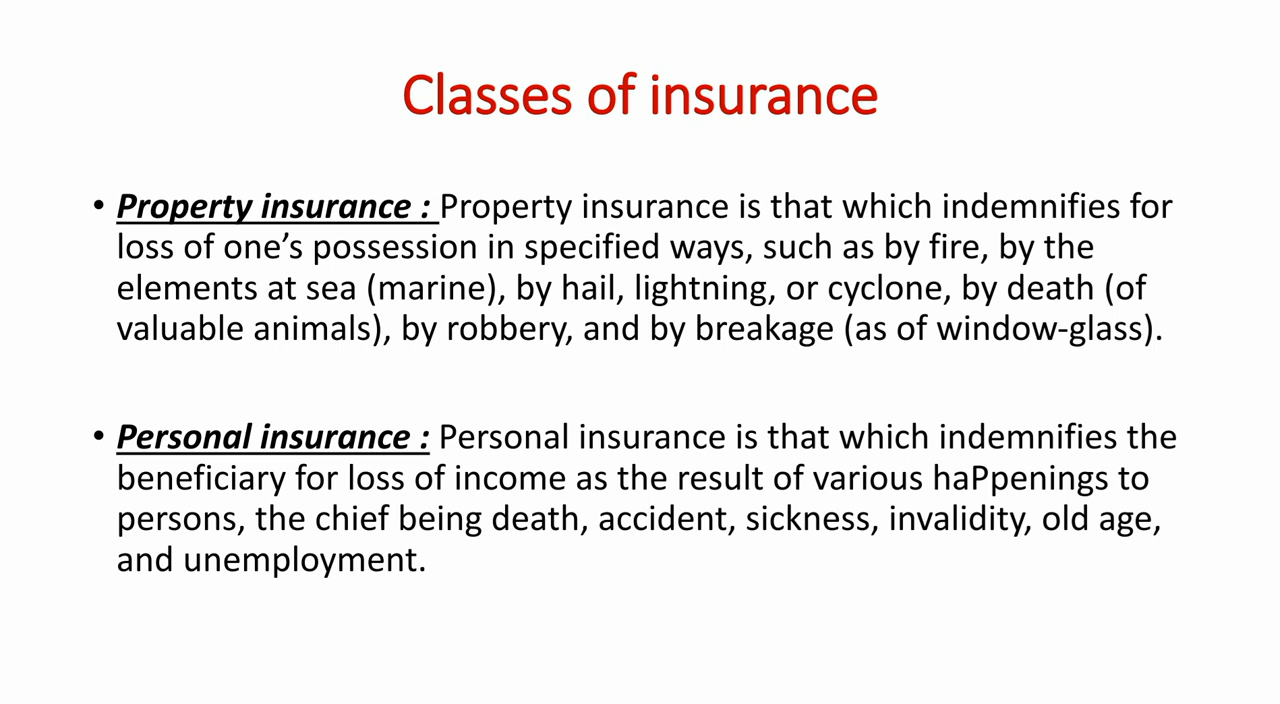 Classes of insurance
• Property insurance : Property insurance is that which indemnifies for
loss of one’s possession in specified ways, such as by fire, by the
elements at sea (marine), by hail, lightning, or cyclone, by death (of
valuable animals), by robbery, and by breakage (as of window-glass).
• Personal insurance : Personal insurance is that which indemnifies the
beneficiary for loss of income as the result of various haPpenings to
persons, the chief being death, accident, sickness, invalidity, old age,
and unemployment.